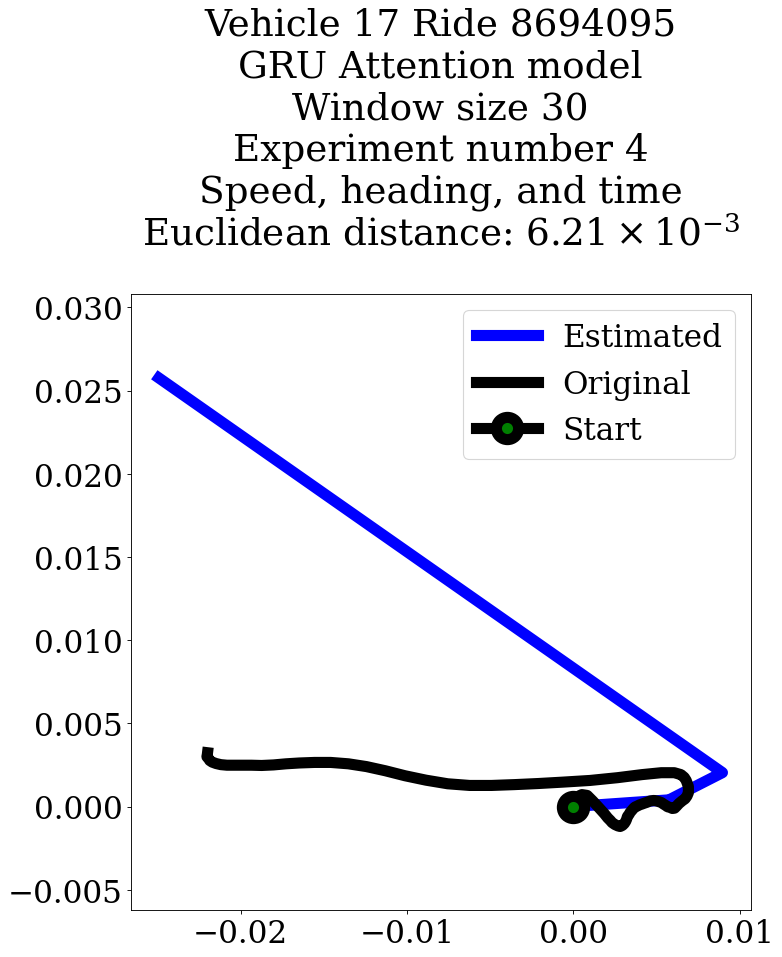 Vehicle 17 Ride 8694095
GRU Attention model
Window size 30
Experiment number 4
Speed, heading, and time
Euclidean distance: 6.21 × 10⁻³
0.030
0.025
0.020
0.015
0.010
0.005
0.000
−0.005
Estimated
Original
Start
−0.02
−0.01
0.00
0.01